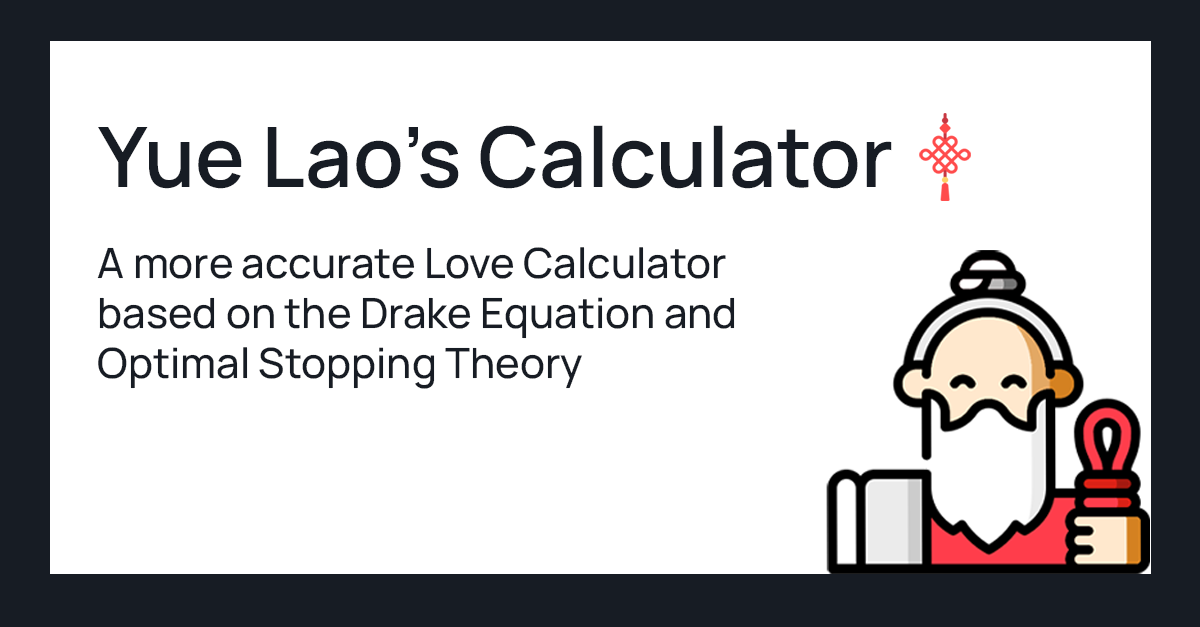 Yue Lao’s Calculator
A more accurate Love Calculator
based on the Drake Equation and
Optimal Stopping Theory